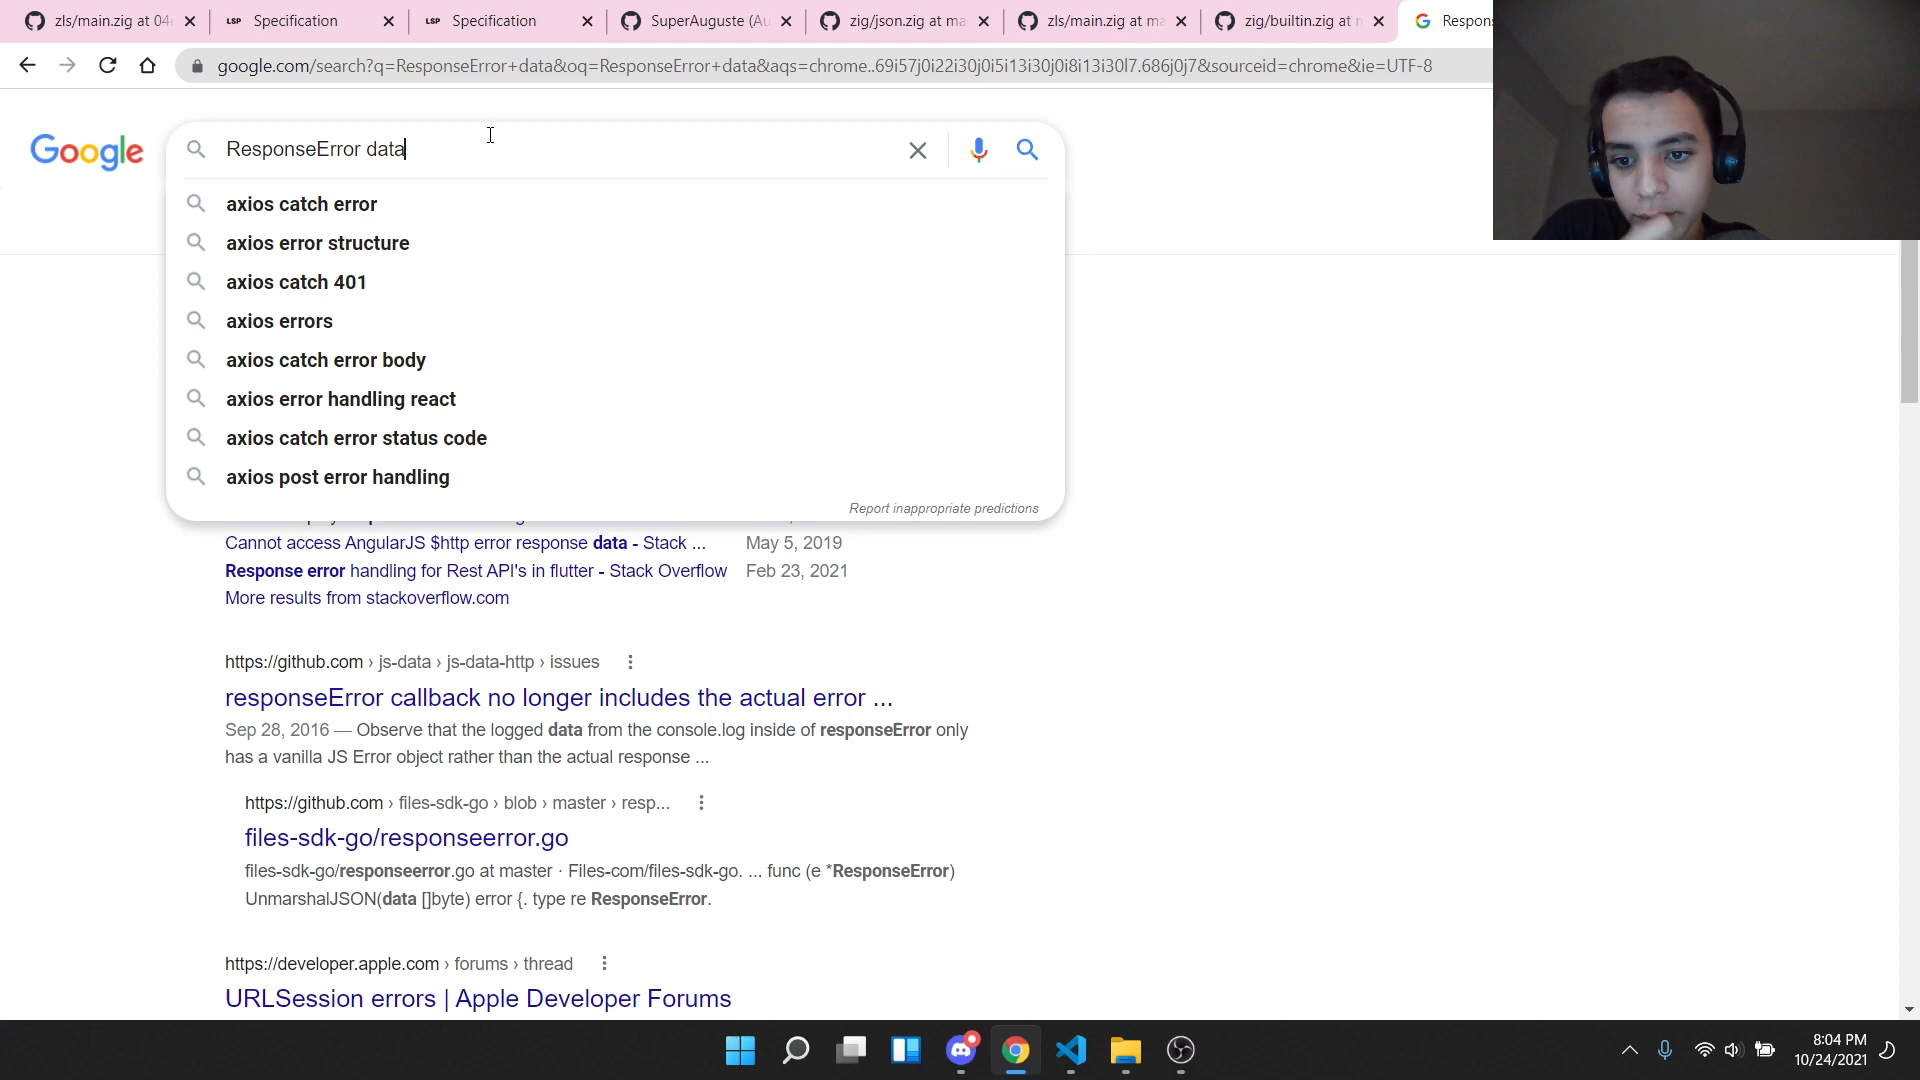 zls/main.zig at 04
LSP Specification
LSP Specification
SuperAuguste (Au
zig/json.zig at ma
zls/main.zig at ma
zig/builtin.zig at
Respon
google.com/search?q=ResponseError+data&oq=ResponseError+data&aqs=chrome..69i57j0i22i30j0i5i13i30j0i8i13i30l7.686j0j7&sourceid=chrome&ie=UTF-8
Google
ResponseError data
axios catch error
axios error structure
axios catch 401
axios errors
axios catch error body
axios error handling react
axios catch error status code
axios post error handling
Report inappropriate predictions
Cannot access AngularJS $http error response data - Stack ... May 5, 2019
Response error handling for Rest API's in flutter - Stack Overflow Feb 23, 2021
More results from stackoverflow.com
https://github.com › js-data › js-data-http › issues
responseError callback no longer includes the actual error ...
Sep 28, 2016 — Observe that the logged data from the console.log inside of responseError only
has a vanilla JS Error object rather than the actual response ...
https://github.com › files-sdk-go › blob › master › resp...
files-sdk-go/responseerror.go
files-sdk-go/responseerror.go at master · Files-com/files-sdk-go. ... func (e *ResponseError)
UnmarshalJSON(data []byte) error {. type re ResponseError.
https://developer.apple.com › forums › thread
URLSession errors | Apple Developer Forums
8:04 PM
10/24/2021